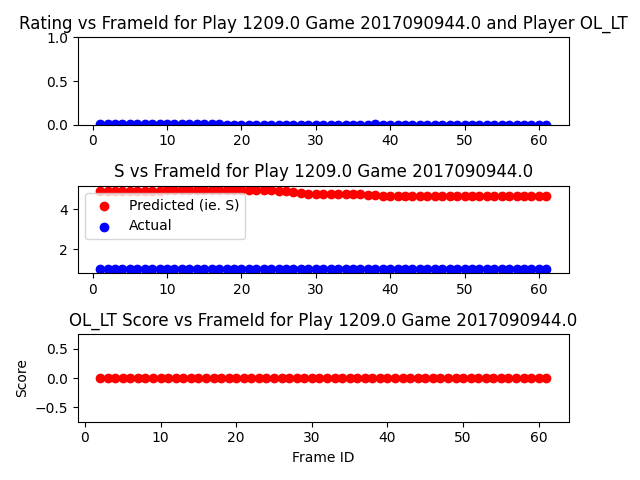 Rating vs FrameId for Play 1209.0 Game 2017090944.0 and Player OL_LT
1.0
0.5
0.0
0 10 20 30 40 50 60
S vs FrameId for Play 1209.0 Game 2017090944.0
4
Predicted (ie. S)
Actual
2
0 10 20 30 40 50 60
OL_LT Score vs FrameId for Play 1209.0 Game 2017090944.0
0.5
0.0
−0.5
Score
0 10 20 30 40 50 60
Frame ID